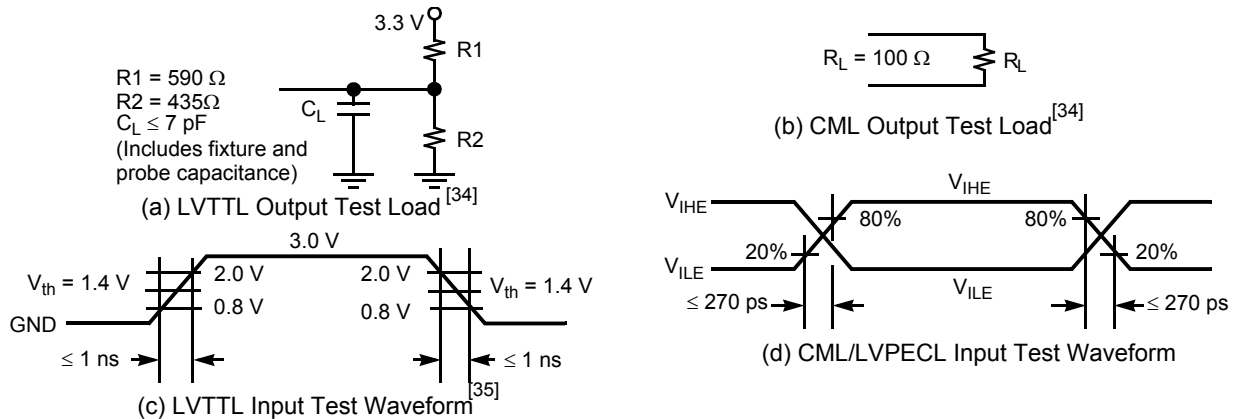 3.3 V
R1
R1 = 590 Ω
R2 = 435Ω
C_L ≤ 7 pF
(Includes fixture and
probe capacitance)
C_L
R2
(a) LVTTL Output Test Load [34]
R_L = 100 Ω
R_L
(b) CML Output Test Load [34]
3.0 V
V_th = 1.4 V
2.0 V
0.8 V
2.0 V
0.8 V
V_th = 1.4 V
GND
≤ 1 ns
≤ 1 ns
(c) LVTTL Input Test Waveform [35]
V_IHE
V_IHE
80%
80%
20%
20%
V_ILE
V_ILE
≤ 270 ps
≤ 270 ps
(d) CML/LVPECL Input Test Waveform